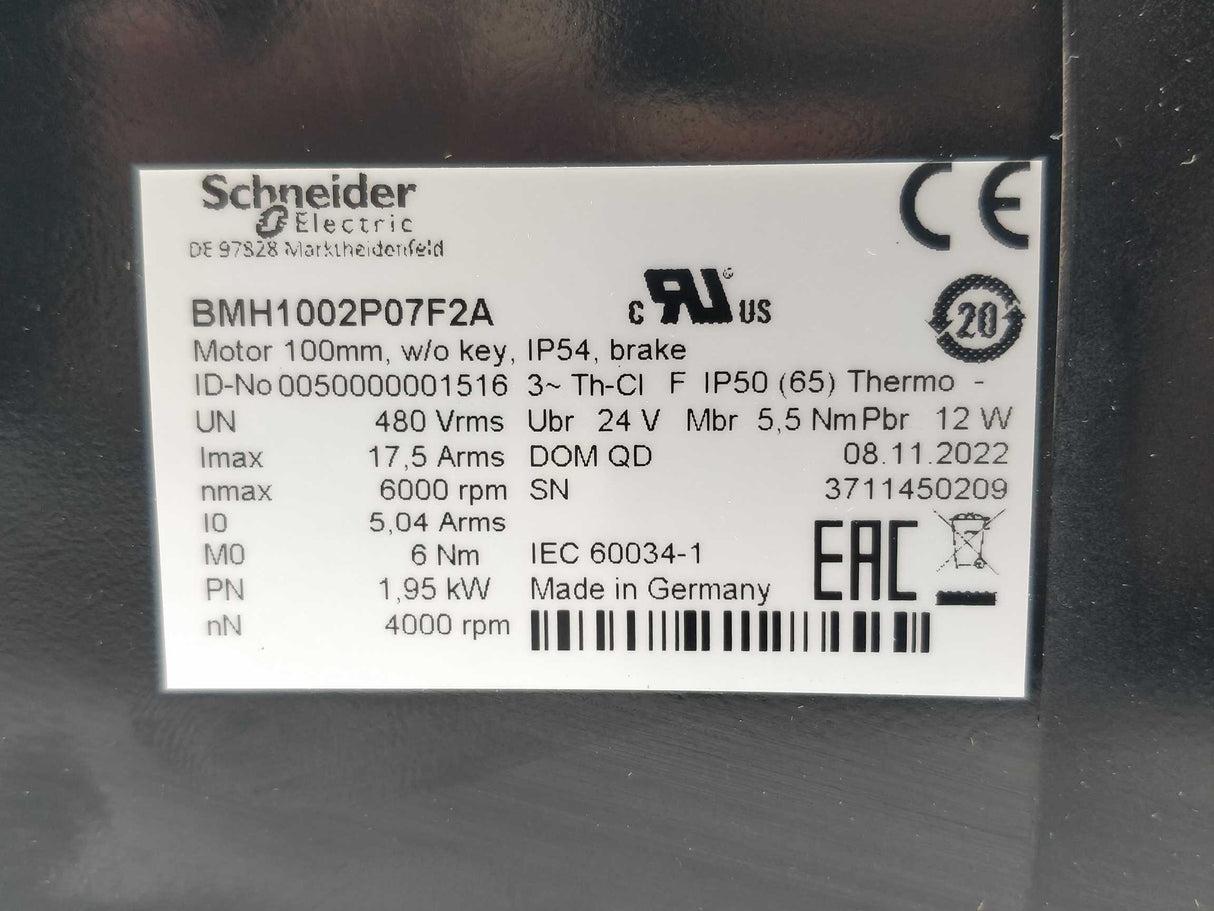 Schneider
Electric
DE 97828 Marktheidenfeld
CE
BMH1002P07F2A
c RU ® US
20
Motor 100mm, w/o key, IP54, brake
ID-No 0050000001516 3~ Th-Cl F IP50 (65) Thermo -
UN 480 Vrms Ubr 24 V Mbr 5,5 Nm Pbr 12 W
Imax 17,5 Arms DOM QD 08.11.2022
nmax 6000 rpm SN 3711450209
I0 5,04 Arms
M0 6 Nm IEC 60034-1
EAC
PN 1,95 kW Made in Germany
nN 4000 rpm